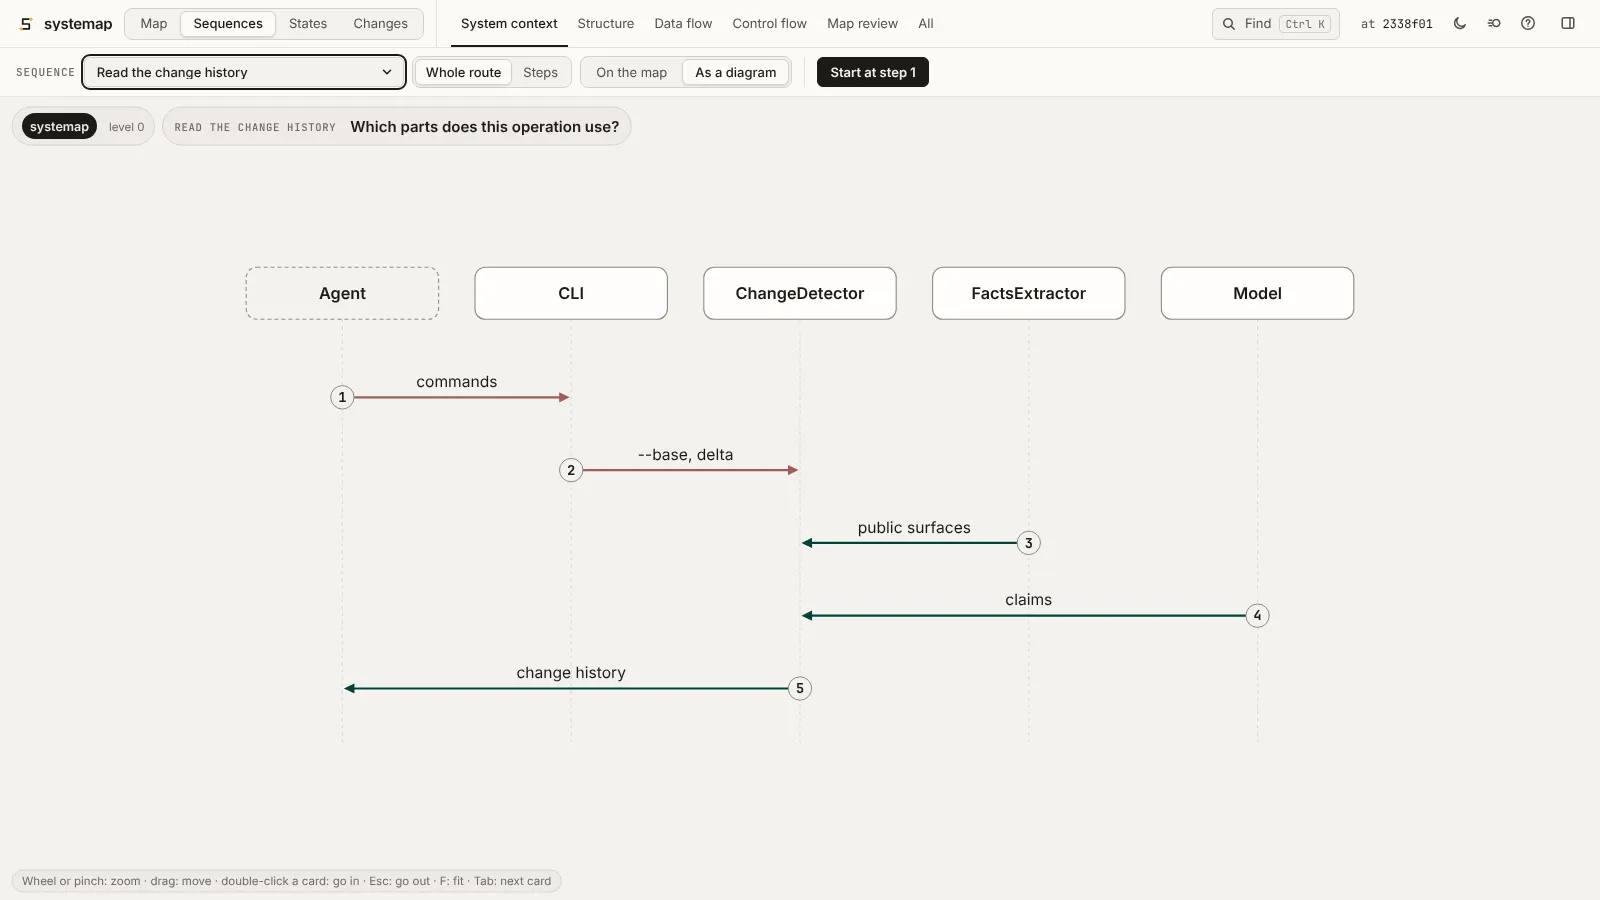 systemap Map Sequences States Changes System context Structure Data flow Control flow Map review All Find Ctrl K at 2338f01
SEQUENCE Read the change history Whole route Steps On the map As a diagram Start at step 1
systemap level 0 READ THE CHANGE HISTORY Which parts does this operation use?
Agent CLI ChangeDetector FactsExtractor Model
commands
1
--base, delta
2
public surfaces
3
claims
4
change history
5
Wheel or pinch: zoom · drag: move · double-click a card: go in · Esc: go out · F: fit · Tab: next card